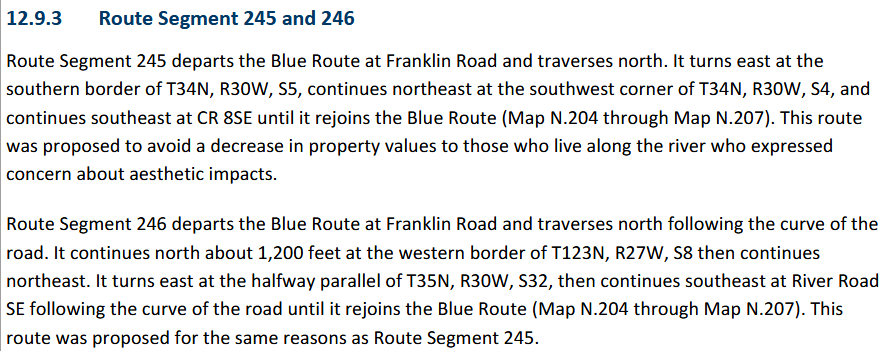 12.9.3 Route Segment 245 and 246
Route Segment 245 departs the Blue Route at Franklin Road and traverses north. It turns east at the
southern border of T34N, R30W, S5, continues northeast at the southwest corner of T34N, R30W, S4, and
continues southeast at CR 8SE until it rejoins the Blue Route (Map N.204 through Map N.207). This route
was proposed to avoid a decrease in property values to those who live along the river who expressed
concern about aesthetic impacts.
Route Segment 246 departs the Blue Route at Franklin Road and traverses north following the curve of the
road. It continues north about 1,200 feet at the western border of T123N, R27W, S8 then continues
northeast. It turns east at the halfway parallel of T35N, R30W, S32, then continues southeast at River Road
SE following the curve of the road until it rejoins the Blue Route (Map N.204 through Map N.207). This
route was proposed for the same reasons as Route Segment 245.